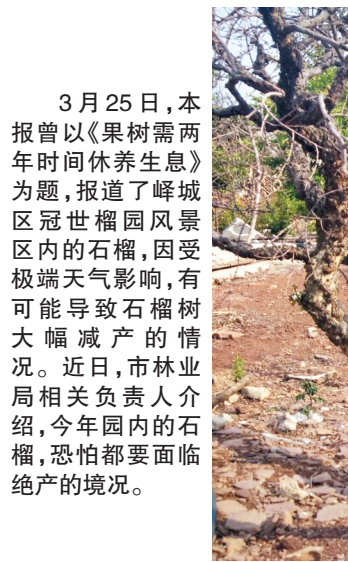 3月25日,本
报曾以《果树需两
年时间休养生息》
为题,报道了峄城
区冠世榴园风景
区内的石榴,因受
极端天气影响,有
可能导致石榴树
大幅减产的情
况。近日,市林业
局相关负责人介
绍,今年园内的石
榴,恐怕都要面临
绝产的境况。